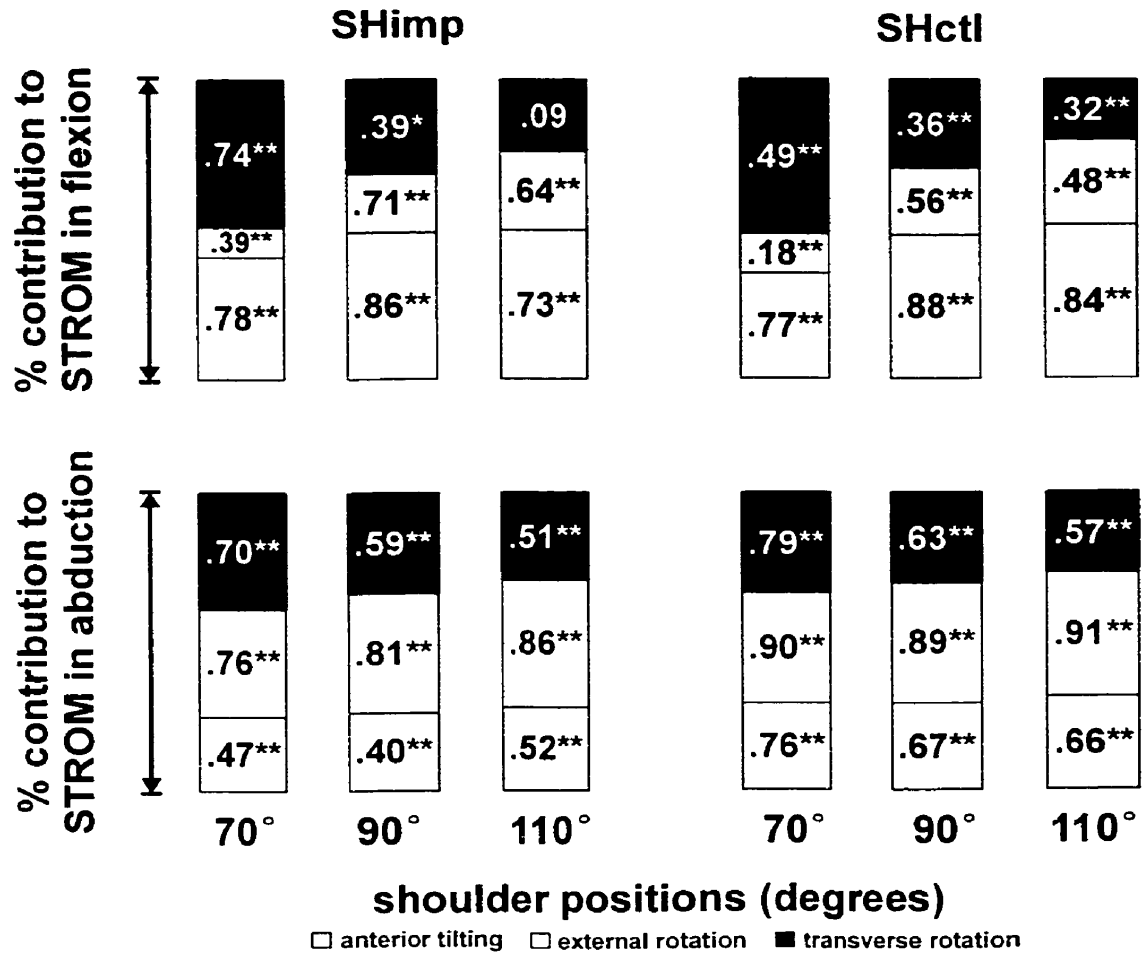 SHimp SHctl
% contribution to
STROM in flexion
.74** .39* .09 .49** .36** .32**
.39** .71** .64** .18** .56** .48**
.78** .86** .73** .77** .88** .84**
% contribution to
STROM in abduction
.70** .59** .51** .79** .63** .57**
.76** .81** .86** .90** .89** .91**
.47** .40** .52** .76** .67** .66**
70° 90° 110° 70° 90° 110°
shoulder positions (degrees)
anterior tilting external rotation transverse rotation